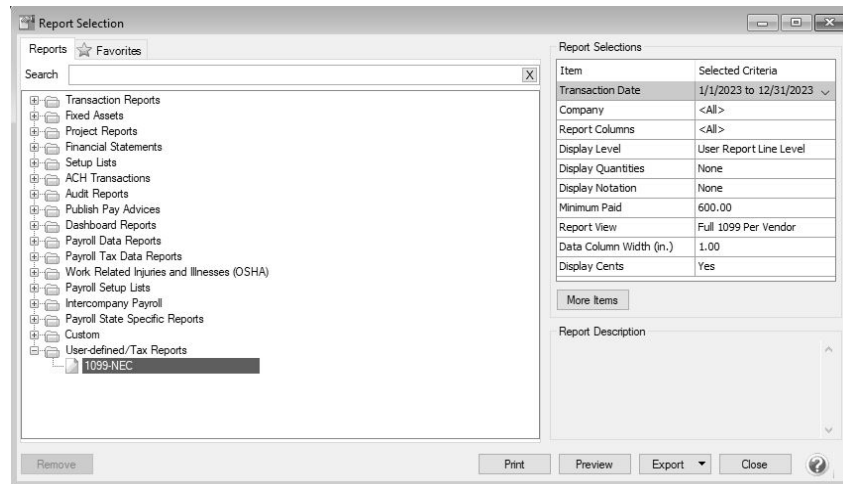 Report Selection
Reports Favorites
Search X
Transaction Reports
Fixed Assets
Project Reports
Financial Statements
Setup Lists
ACH Transactions
Audit Reports
Publish Pay Advices
Dashboard Reports
Payroll Data Reports
Payroll Tax Data Reports
Work Related Injuries and Illnesses (OSHA)
Payroll Setup Lists
Intercompany Payroll
Payroll State Specific Reports
Custom
User-defined/Tax Reports
1099-NEC
Remove
Report Selections
Item Selected Criteria
Transaction Date 1/1/2023 to 12/31/2023
Company <All>
Report Columns <All>
Display Level User Report Line Level
Display Quantities None
Display Notation None
Minimum Paid 600.00
Report View Full 1099 Per Vendor
Data Column Width (in.) 1.00
Display Cents Yes
More Items
Report Description
Print Preview Export Close ?